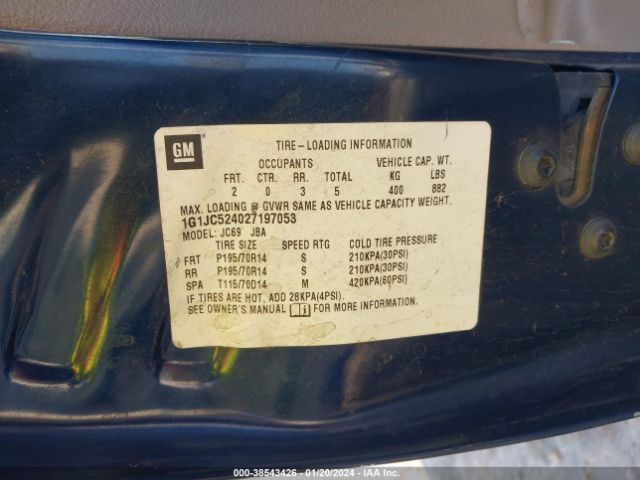 GM
TIRE-LOADING INFORMATION
OCCUPANTS VEHICLE CAP. WT.
FRT. CTR. RR. TOTAL KG LBS
2 0 3 5 400 882
MAX. LOADING @ GVWR SAME AS VEHICLE CAPACITY WEIGHT.
1G1JC524027197053
MODEL: JC69 JBA
TIRE SIZE SPEED RTG COLD TIRE PRESSURE
FRT P195/70R14 S 210KPA(30PSI)
RR P195/70R14 S 210KPA(30PSI)
SPA T115/70D14 M 420KPA(60PSI)
IF TIRES ARE HOT, ADD 28KPA(4PSI).
SEE OWNER'S MANUAL i FOR MORE INFORMATION.
© IAA - 38543426 - 01/20/2024 - IAAI.COM